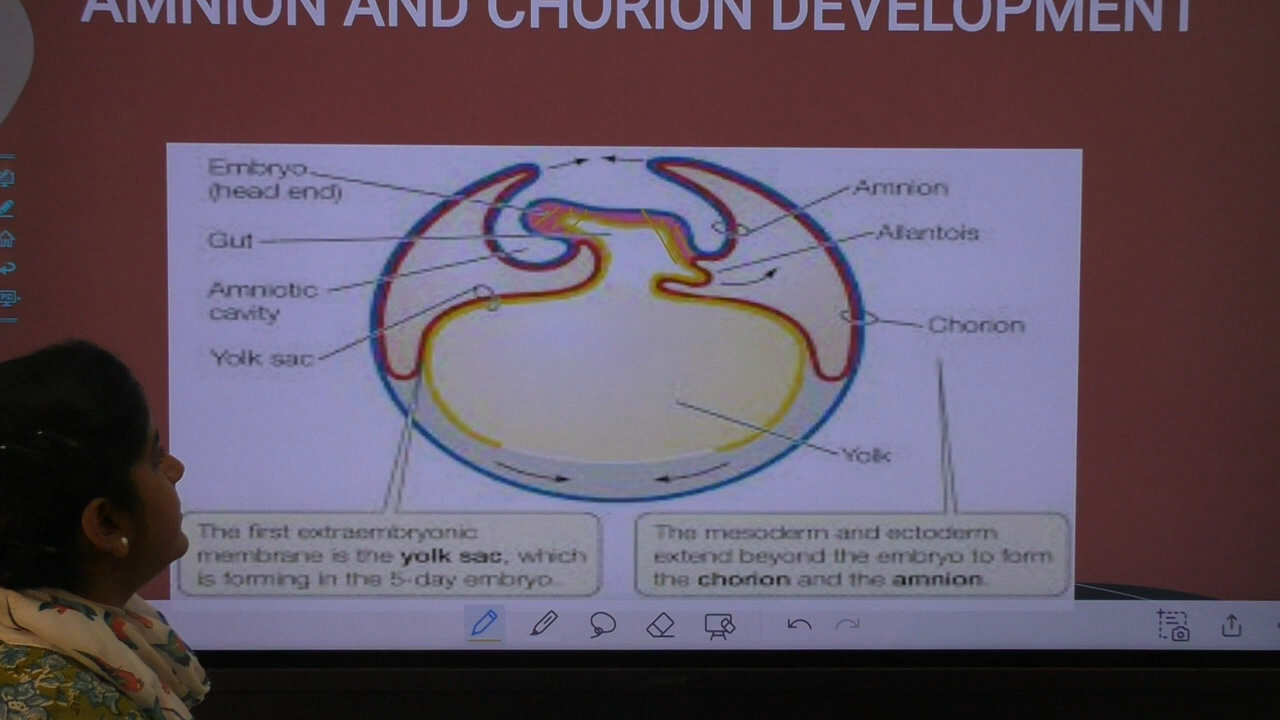 AMNION AND CHORION DEVELOPMENT
Embryo
(head end)
Gut
Amniotic
cavity
Yolk sac
Amnion
Allantois
Chorion
Yolk
The first extraembryonic
membrane is the yolk sac, which
is forming in the 5-day embryo.
The mesoderm and ectoderm
extend beyond the embryo to form
the chorion and the amnion.